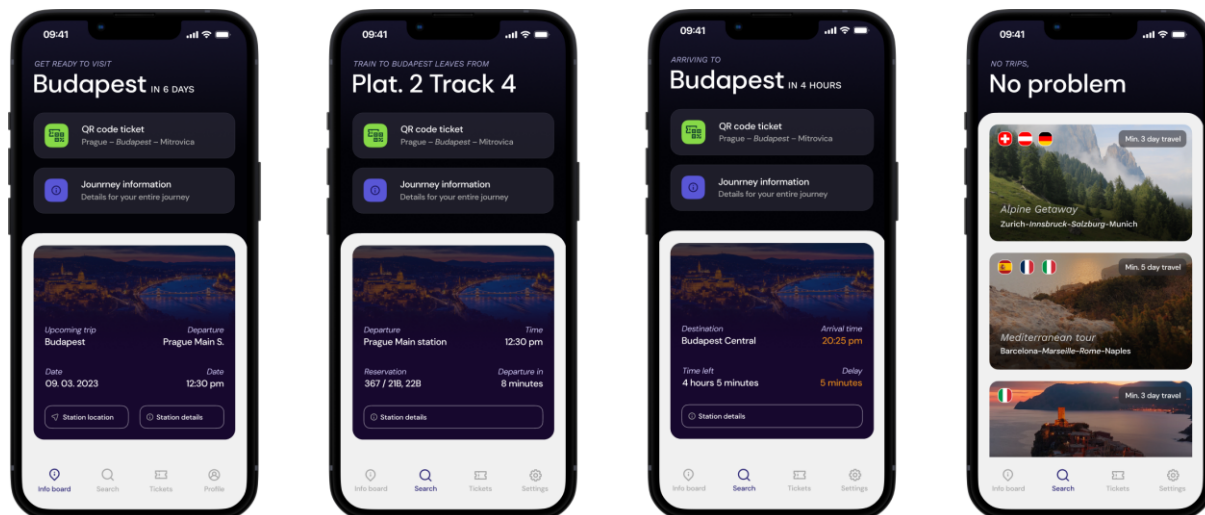 09:41
GET READY TO VISIT
Budapest IN 6 DAYS
QR code ticket
Prague – Budapest – Mitrovica
Jounrney information
Details for your entire journey
Upcoming trip Departure
Budapest Prague Main S.
Date Date
09. 03. 2023 12:30 pm
Station location Station details
Info board Search Tickets Profile
09:41
TRAIN TO BUDAPEST LEAVES FROM
Plat. 2 Track 4
QR code ticket
Prague – Budapest – Mitrovica
Jounrney information
Details for your entire journey
Departure Time
Prague Main station 12:30 pm
Reservation Departure in
367 / 21B, 22B 8 minutes
Station details
Info board Search Tickets Settings
09:41
ARRIVING TO
Budapest IN 4 HOURS
QR code ticket
Prague – Budapest – Mitrovica
Jounrney information
Details for your entire journey
Destination Arrival time
Budapest Central 20:25 pm
Time left Delay
4 hours 5 minutes 5 minutes
Station details
Info board Search Tickets Settings
09:41
NO TRIPS,
No problem
Min. 3 day travel
Alpine Getaway
Zurich-Innsbruck-Salzburg-Munich
Min. 5 day travel
Mediterranean tour
Barcelona-Marseille-Rome-Naples
Min. 3 day travel
Info board Search Tickets Settings